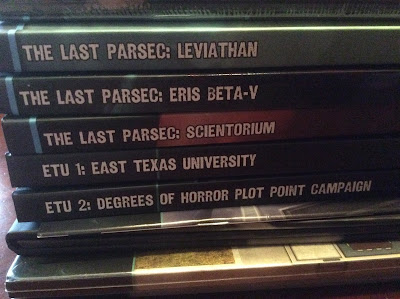 THE LAST PARSEC: LEVIATHAN
THE LAST PARSEC: ERIS BETA-V
THE LAST PARSEC: SCIENTORIUM
ETU 1: EAST TEXAS UNIVERSITY
ETU 2: DEGREES OF HORROR PLOT POINT CAMPAIGN